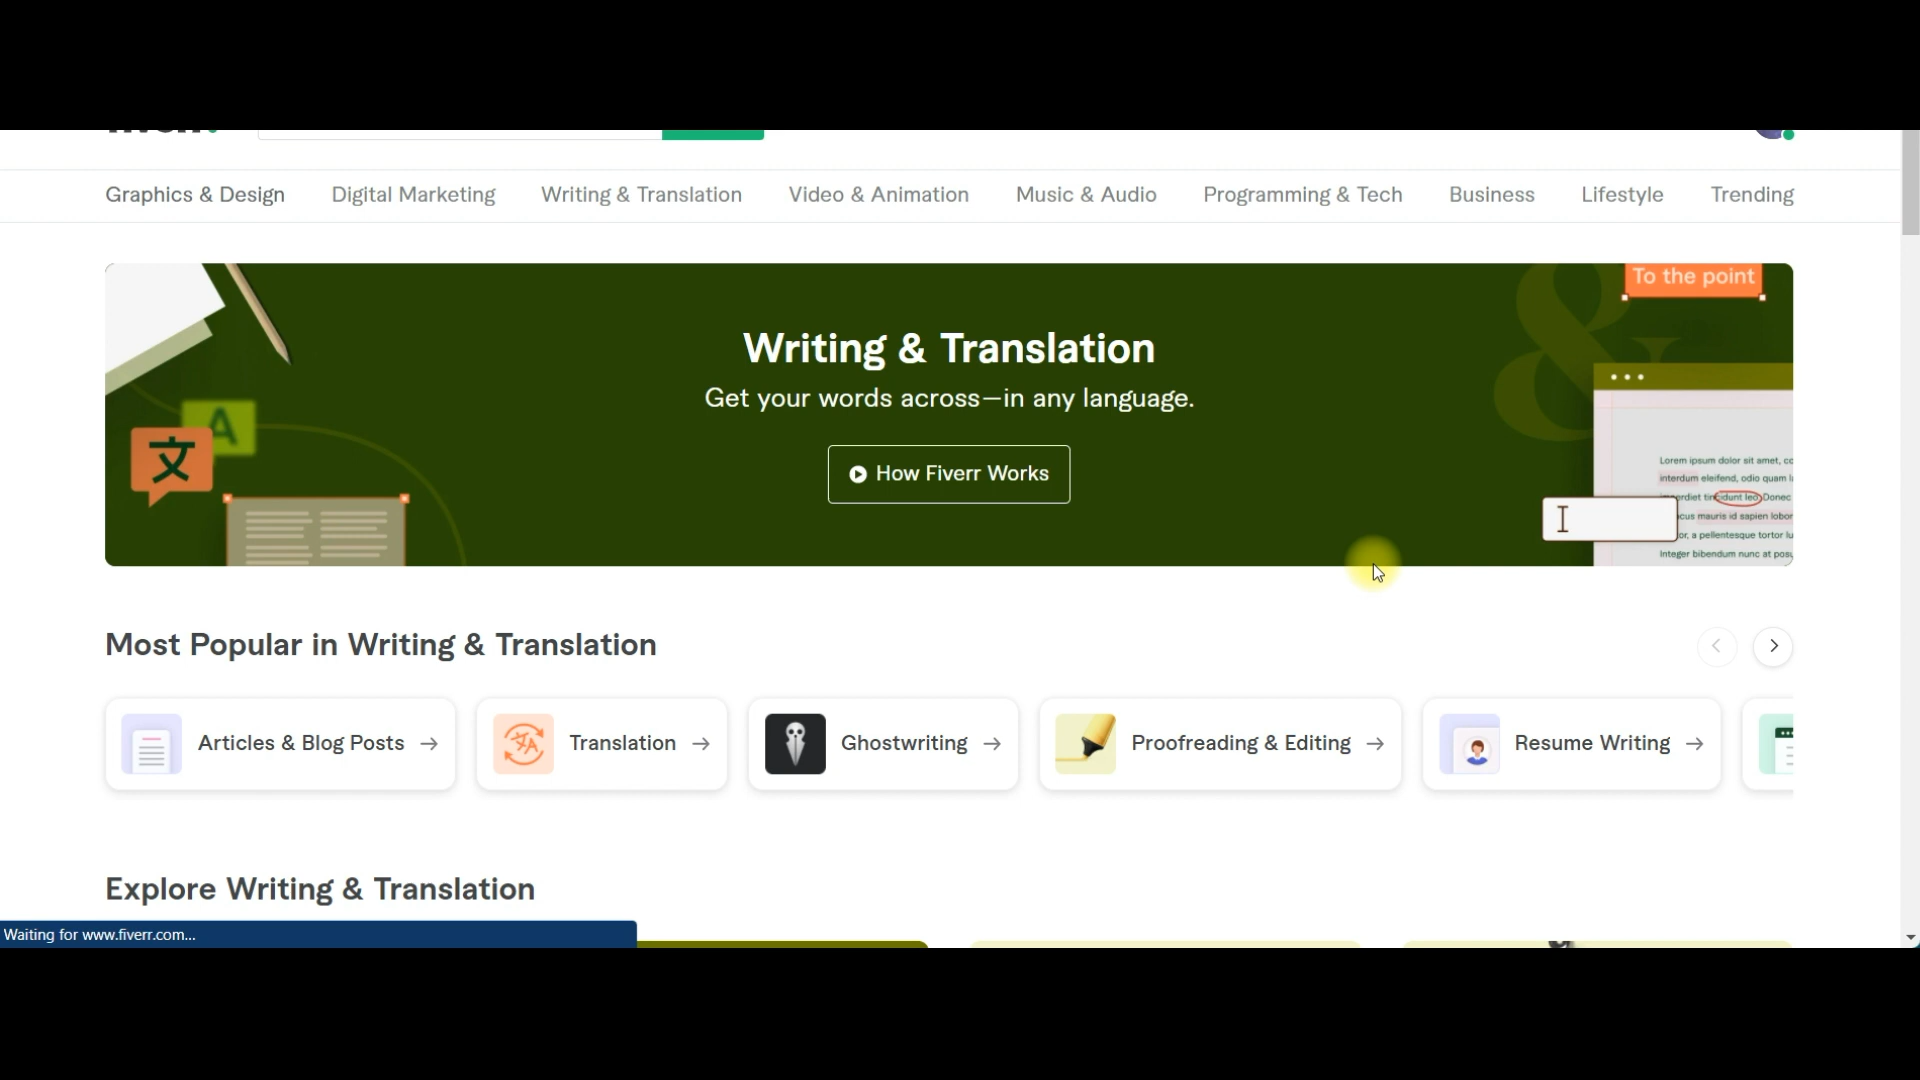 Graphics & Design Digital Marketing Writing & Translation Video & Animation Music & Audio Programming & Tech Business Lifestyle Trending
To the point
Writing & Translation
Get your words across—in any language.
A
文
How Fiverr Works
Lorem ipsum dolor sit amet,
interdum eleifend, odio quam
leo Donec
mauris id sapien
a pellentesque tortor
Integer bibendum nunc at
Most Popular in Writing & Translation
Articles & Blog Posts Translation Ghostwriting Proofreading & Editing Resume Writing
Explore Writing & Translation
Waiting for www.fiverr.com...